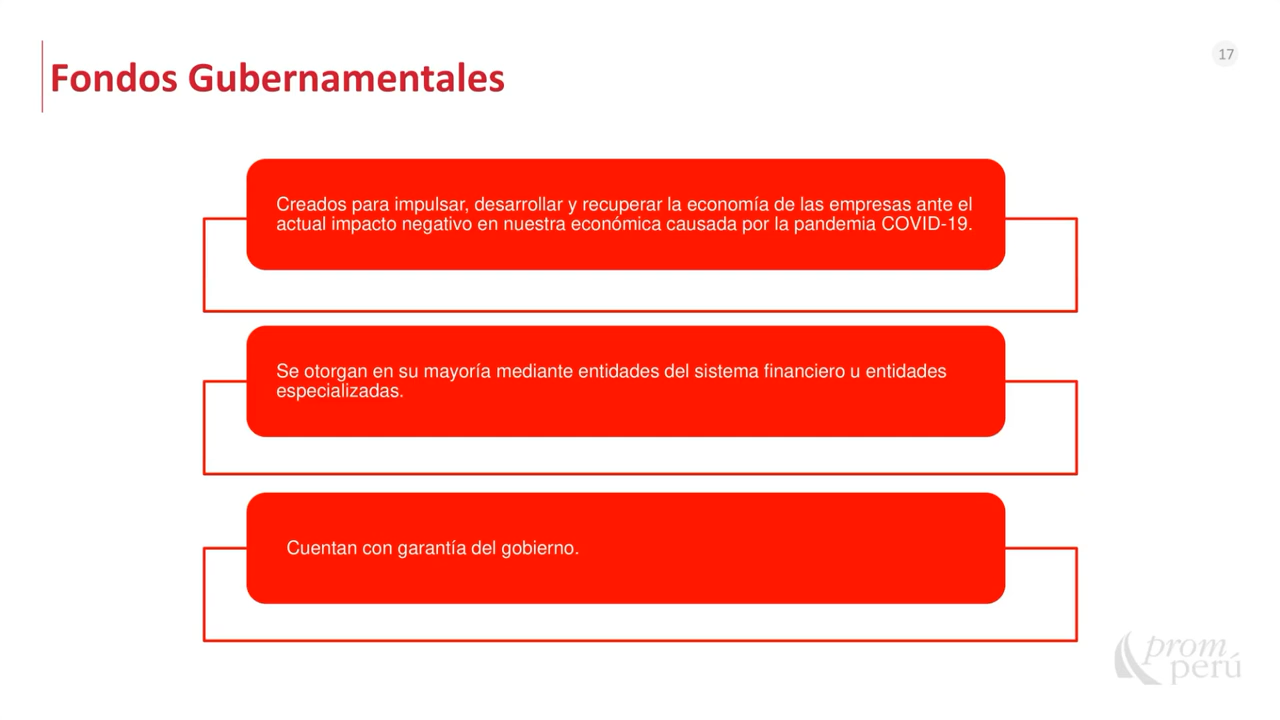 17
Fondos Gubernamentales
Creados para impulsar, desarrollar y recuperar la economía de las empresas ante el
actual impacto negativo en nuestra económica causada por la pandemia COVID-19.
Se otorgan en su mayoría mediante entidades del sistema financiero u entidades
especializadas.
Cuentan con garantía del gobierno.
prom
perú